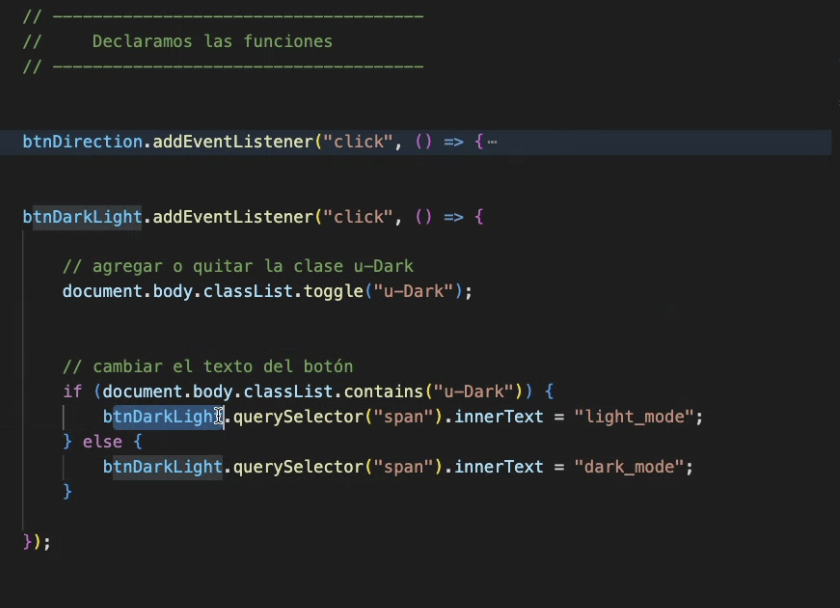 // -------------------------------------
//     Declaramos las funciones
// -------------------------------------
btnDirection.addEventListener("click", () => {⋯
btnDarkLight.addEventListener("click", () => {
    // agregar o quitar la clase u-Dark
    document.body.classList.toggle("u-Dark");
    // cambiar el texto del botón
    if (document.body.classList.contains("u-Dark")) {
        btnDarkLight.querySelector("span").innerText = "light_mode";
    } else {
        btnDarkLight.querySelector("span").innerText = "dark_mode";
    }
});